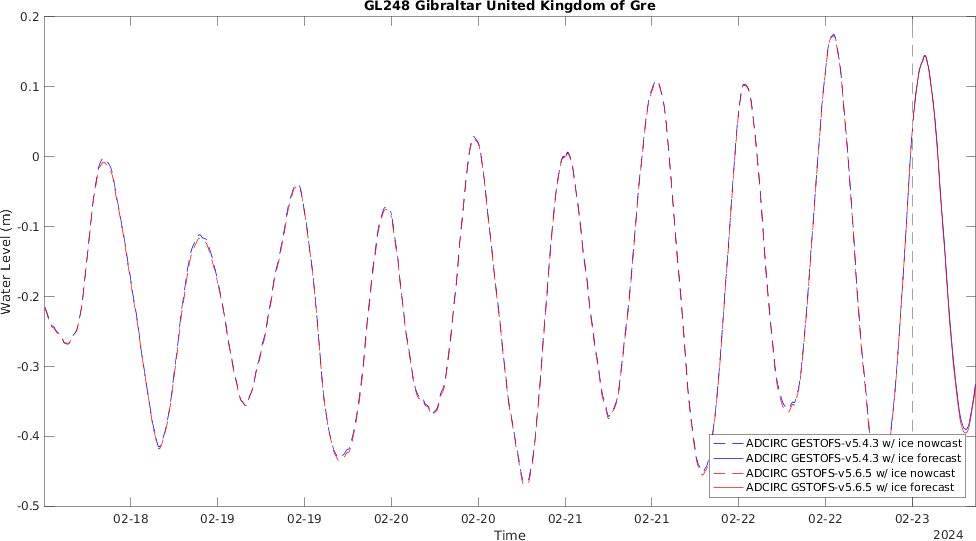 GL248 Gibraltar United Kingdom of Gre
0.2
0.1
0
-0.1
-0.2
-0.3
-0.4
-0.5
Water Level (m)
ADCIRC GESTOFS-v5.4.3 w/ ice nowcast
ADCIRC GESTOFS-v5.4.3 w/ ice forecast
ADCIRC GSTOFS-v5.6.5 w/ ice nowcast
ADCIRC GSTOFS-v5.6.5 w/ ice forecast
02-18 02-19 02-19 02-20 02-20 02-21 02-21 02-22 02-22 02-23
Time
2024